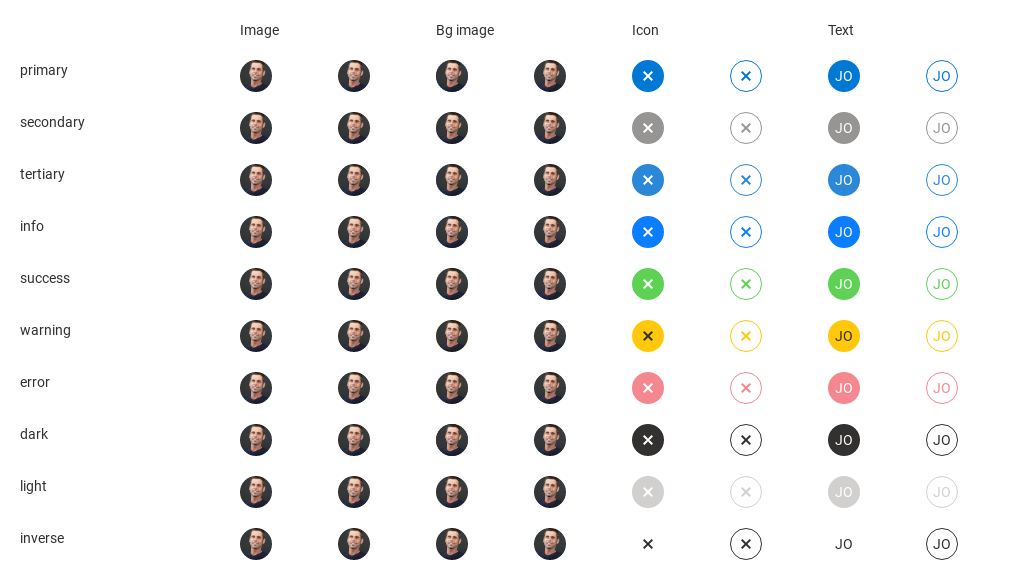 Image Bg image Icon Text
primary JO JO
secondary JO JO
tertiary JO JO
info JO JO
success JO JO
warning JO JO
error JO JO
dark JO JO
light JO JO
inverse JO JO